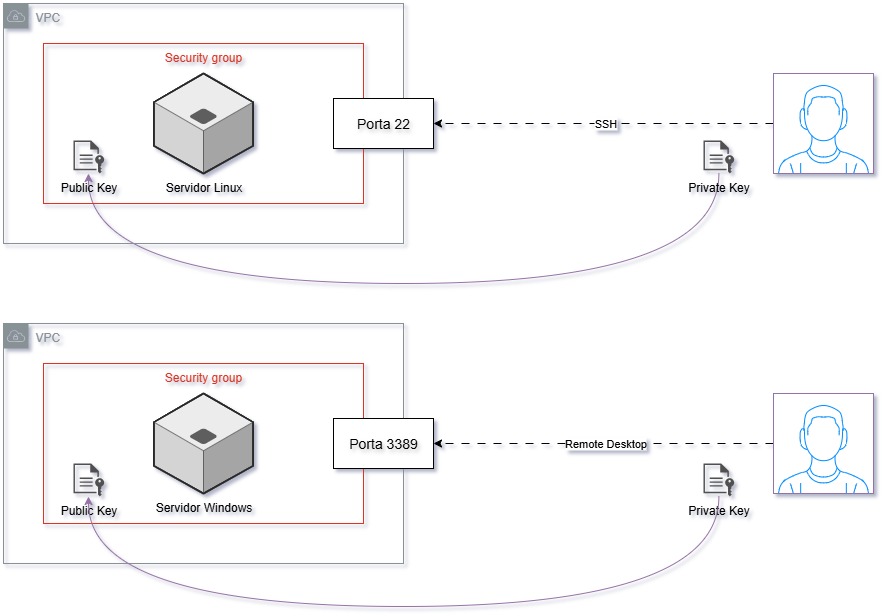 VPC
Security group
Porta 22
SSH
Public Key
Servidor Linux
Private Key
VPC
Security group
Porta 3389
Remote Desktop
Public Key
Servidor Windows
Private Key